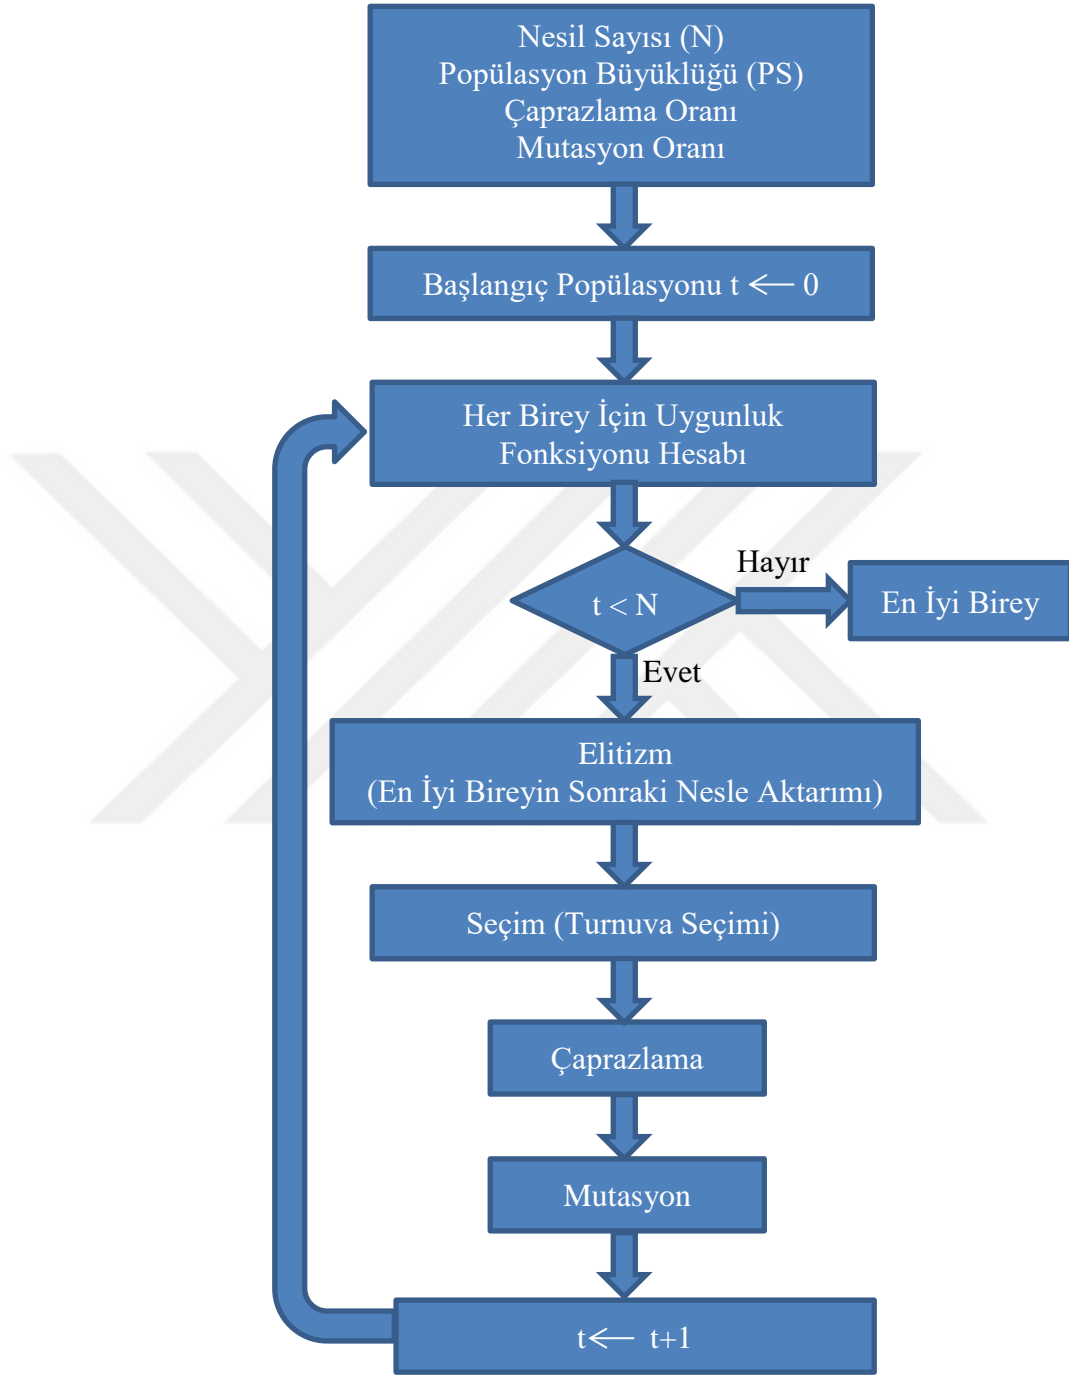 Nesil Sayısı (N)
Popülasyon Büyüklüğü (PS)
Çaprazlama Oranı
Mutasyon Oranı
Başlangıç Popülasyonu t ← 0
Her Birey İçin Uygunluk
Fonksiyonu Hesabı
Hayır
t < N
En İyi Birey
Evet
Elitizm
(En İyi Bireyin Sonraki Nesle Aktarımı)
Seçim (Turnuva Seçimi)
Çaprazlama
Mutasyon
t ← t+1